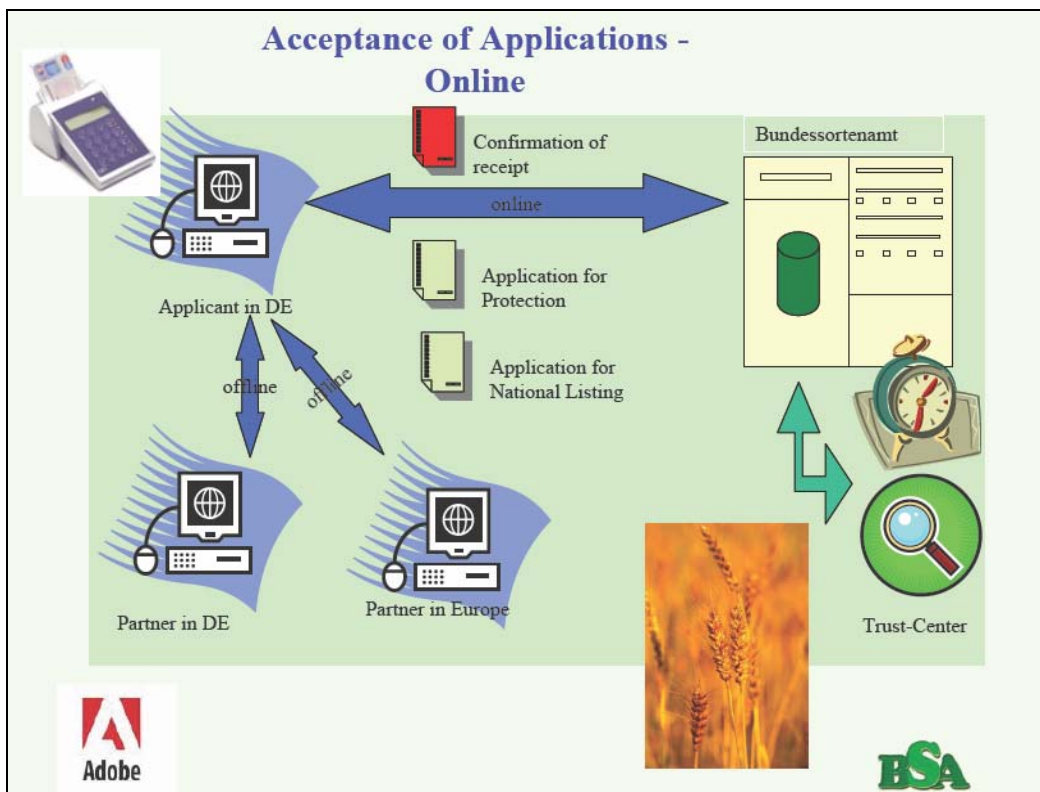 Acceptance of Applications -
Online
Confirmation of
receipt
Bundessortenamt
online
Application for
Protection
Applicant in DE
Application for
National Listing
offline
offline
Partner in DE
Partner in Europe
Trust-Center
Adobe
BSA